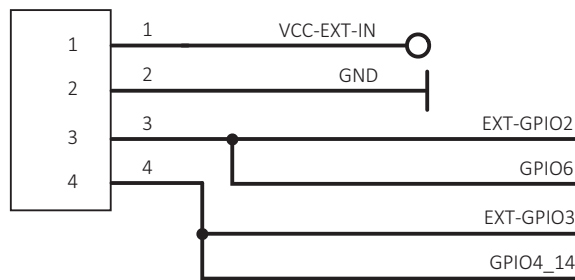 1 1 VCC-EXT-IN
2 2 GND
3 3 EXT-GPIO2
GPIO6
4 4
EXT-GPIO3
GPIO4_14